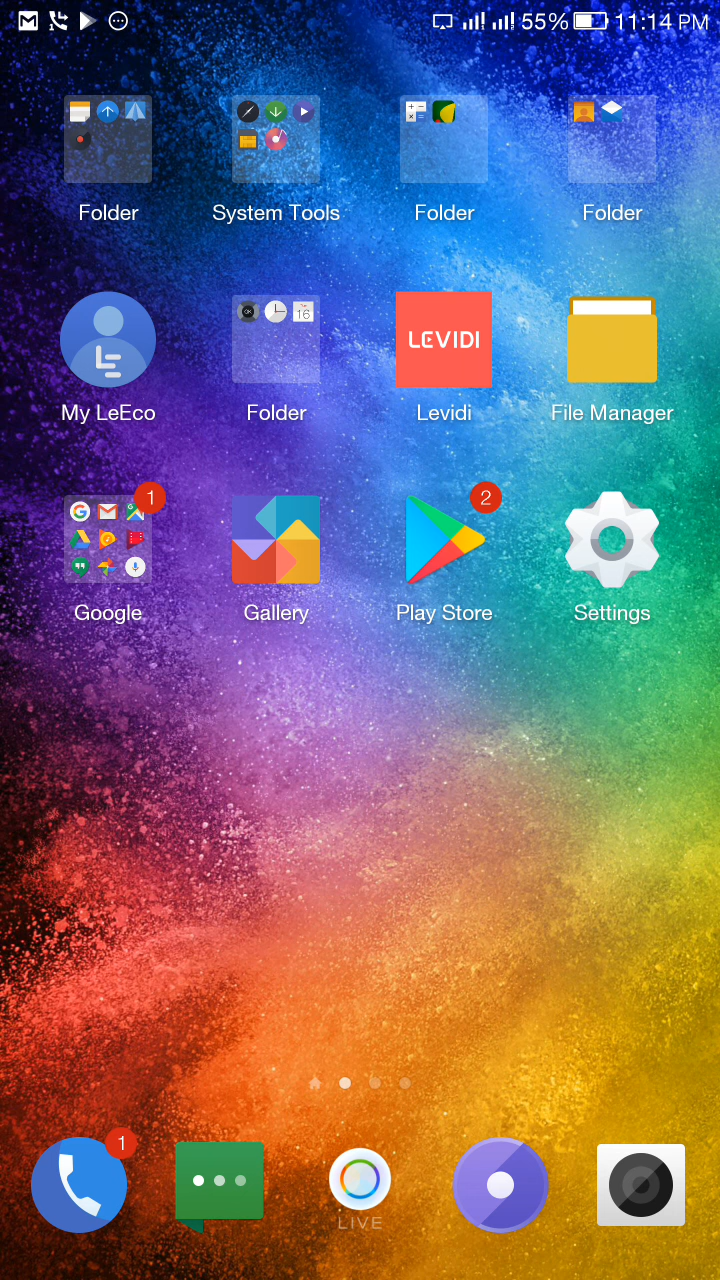 55% 11:14 PM
Folder
System Tools
Folder
Folder
16
LEVIDI
My LeEco
Folder
Levidi
File Manager
1
2
Google
Gallery
Play Store
Settings
1
LIVE